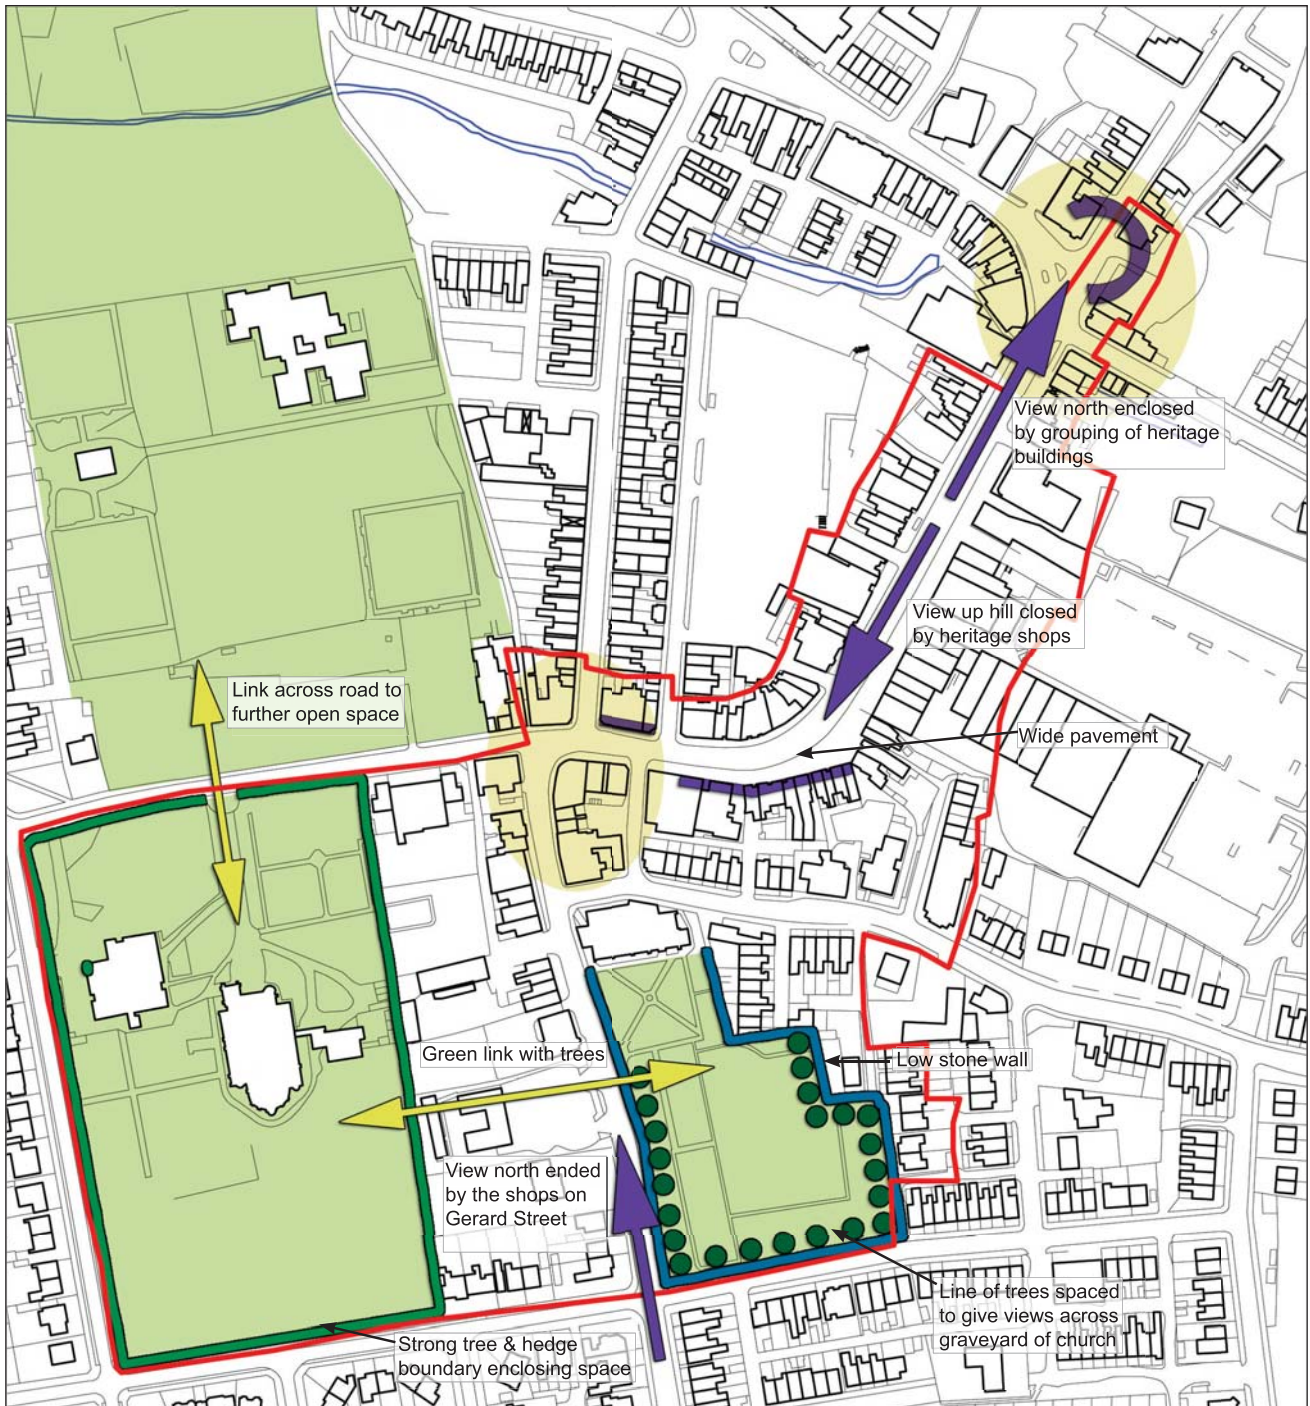 View north enclosed
by grouping of heritage
buildings
View up hill closed
by heritage shops
Link across road to
further open space
Wide pavement
Green link with trees
Low stone wall
View north ended
by the shops on
Gerard Street
Line of trees spaced
to give views across
graveyard of church
Strong tree & hedge
boundary enclosing space